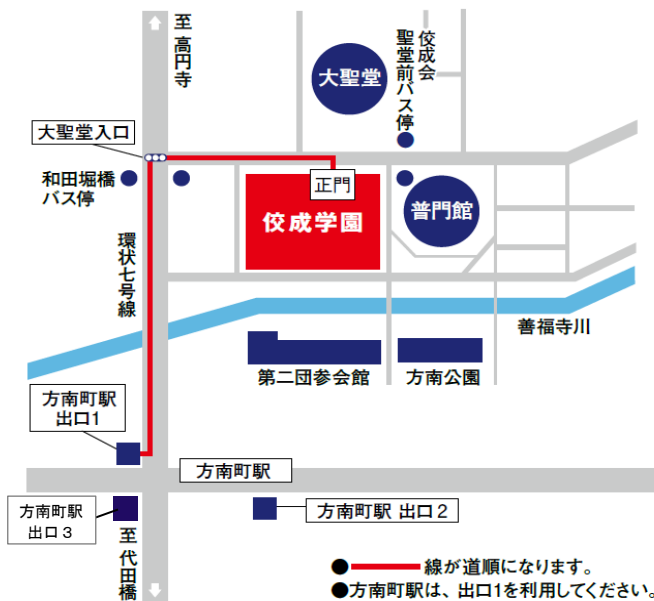 至高円寺
大聖堂
佼成会
聖堂前バス停
大聖堂入口
和田堀橋
バス停
正門
佼成学園
普門館
環状七号線
善福寺川
第二団参会館
方南公園
方南町駅
出口1
方南町駅
方南町駅
出口3
方南町駅 出口2
至代田橋
●線が道順になります。
●方南町駅は、出口1を利用してください。